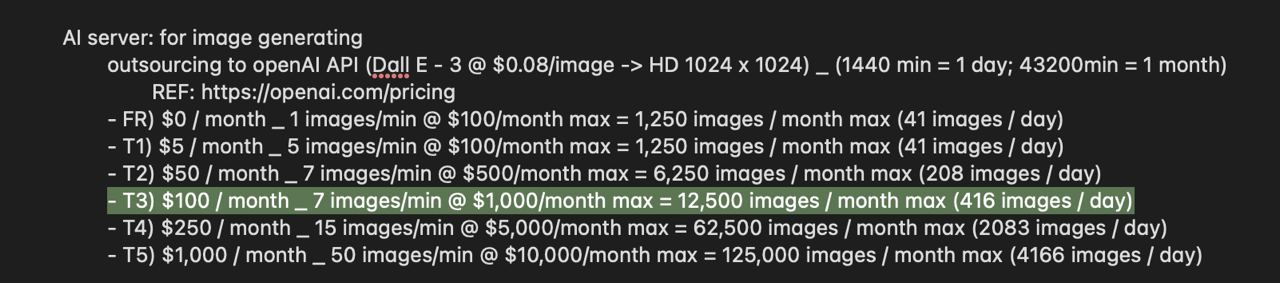 AI server: for image generating
outsourcing to openAI API (Dall E - 3 @ $0.08/image -> HD 1024 x 1024) _ (1440 min = 1 day; 43200min = 1 month)
REF: https://openai.com/pricing
- FR) $0 / month _ 1 images/min @ $100/month max = 1,250 images / month max (41 images / day)
- T1) $5 / month _ 5 images/min @ $100/month max = 1,250 images / month max (41 images / day)
- T2) $50 / month _ 7 images/min @ $500/month max = 6,250 images / month max (208 images / day)
- T3) $100 / month _ 7 images/min @ $1,000/month max = 12,500 images / month max (416 images / day)
- T4) $250 / month _ 15 images/min @ $5,000/month max = 62,500 images / month max (2083 images / day)
- T5) $1,000 / month _ 50 images/min @ $10,000/month max = 125,000 images / month max (4166 images / day)